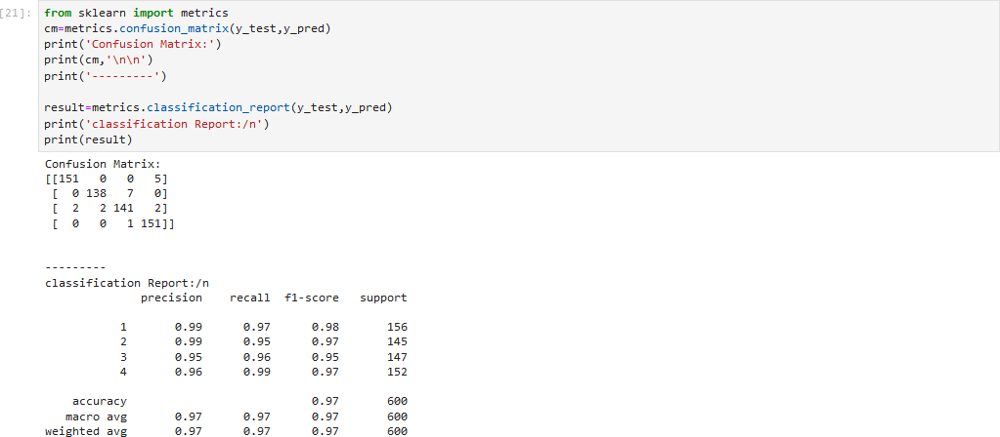 [21]: from sklearn import metrics
cm=metrics.confusion_matrix(y_test,y_pred)
print('Confusion Matrix:')
print(cm,'\n\n')
print('---------')
result=metrics.classification_report(y_test,y_pred)
print('classification Report:/n')
print(result)
Confusion Matrix:
[[151   0   0   5]
 [  0 138   7   0]
 [  2   2 141   2]
 [  0   0   1 151]]
---------
classification Report:/n
              precision    recall  f1-score   support
           1       0.99      0.97      0.98       156
           2       0.99      0.95      0.97       145
           3       0.95      0.96      0.95       147
           4       0.96      0.99      0.97       152
    accuracy                           0.97       600
   macro avg       0.97      0.97      0.97       600
weighted avg       0.97      0.97      0.97       600